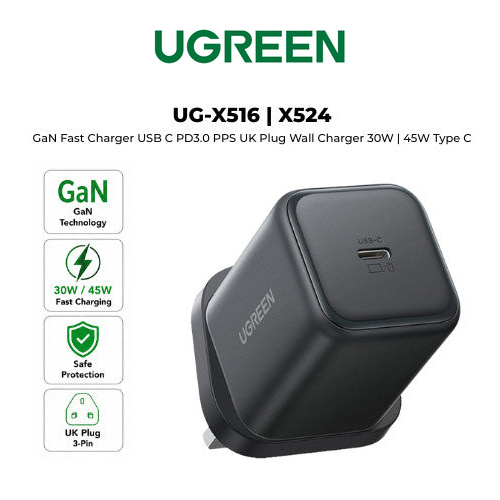 UGREEN
UG-X516 | X524
GaN Fast Charger USB C PD3.0 PPS UK Plug Wall Charger 30W | 45W Type C
GaN
GaN
Technology
30W / 45W
Fast Charging
Safe
Protection
UK Plug
3-Pin
USB-C
UGREEN